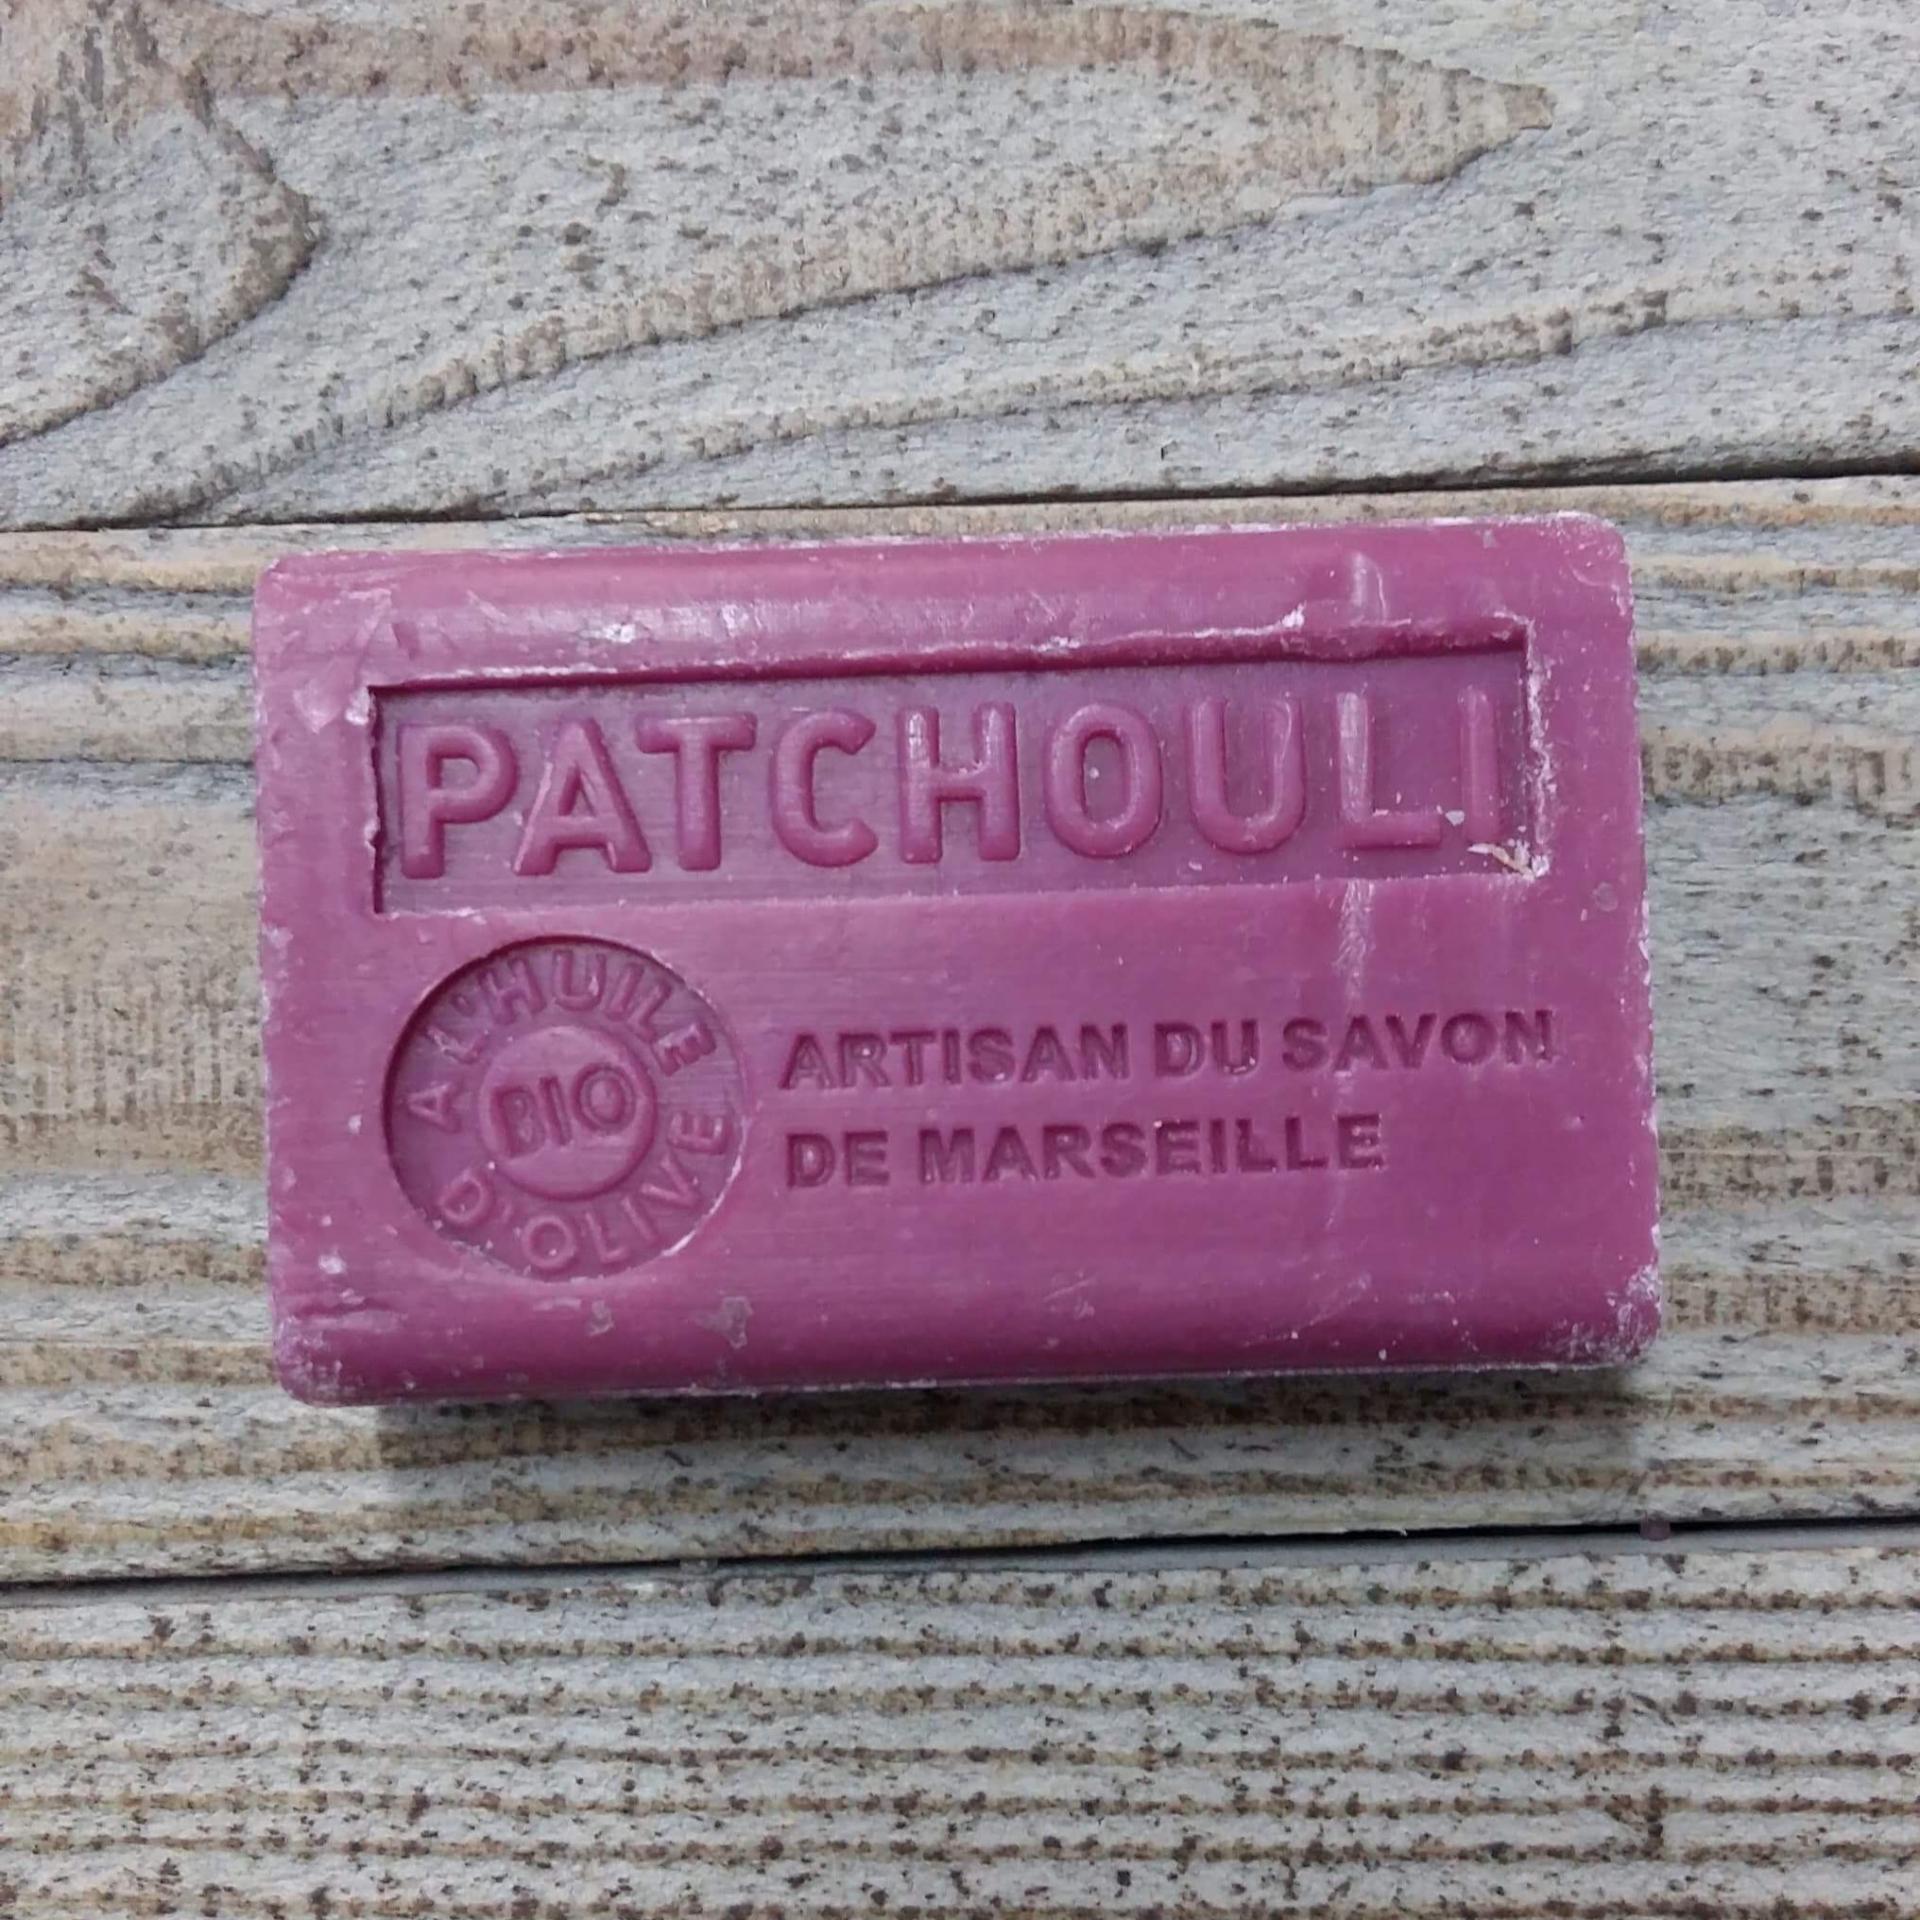 PATCHOULI
A L'HUILE
D'OLIVE
BIO
ARTISAN DU SAVON
DE MARSEILLE